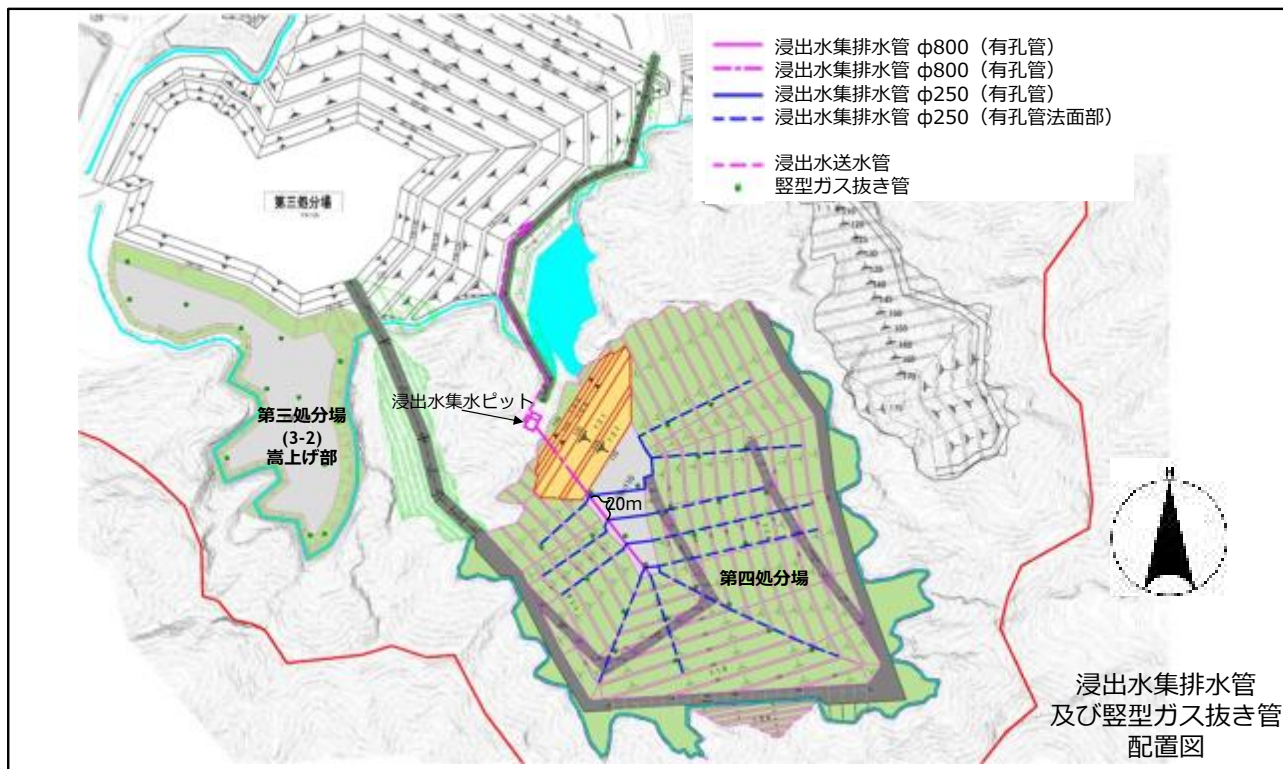 浸出水集排水管 φ800（有孔管）
浸出水集排水管 φ800（有孔管）
浸出水集排水管 φ250（有孔管）
浸出水集排水管 φ250（有孔管法面部）
浸出水送水管
竪型ガス抜き管
第三処分場
浸出水集水ピット
第三処分場
(3-2)
嵩上げ部
20m
第四処分場
浸出水集排水管
及び竪型ガス抜き管
配置図